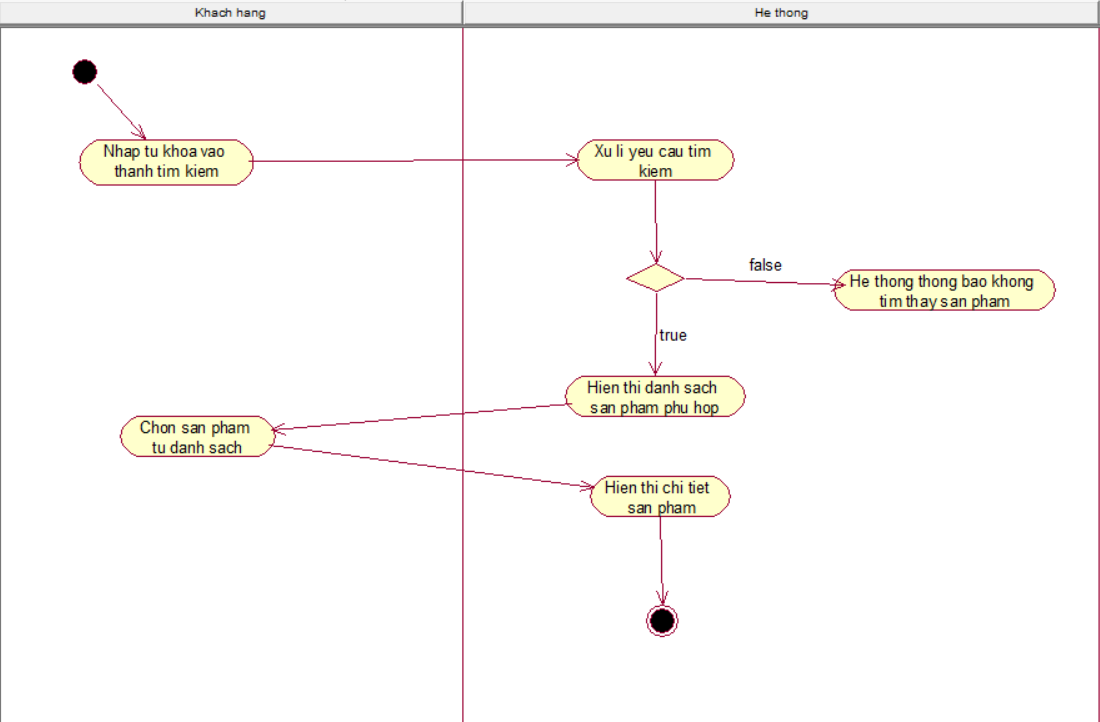 Khach hang
He thong
Nhap tu khoa vao
thanh tim kiem
Xu li yeu cau tim
kiem
false
He thong thong bao khong
tim thay san pham
true
Hien thi danh sach
san pham phu hop
Chon san pham
tu danh sach
Hien thi chi tiet
san pham